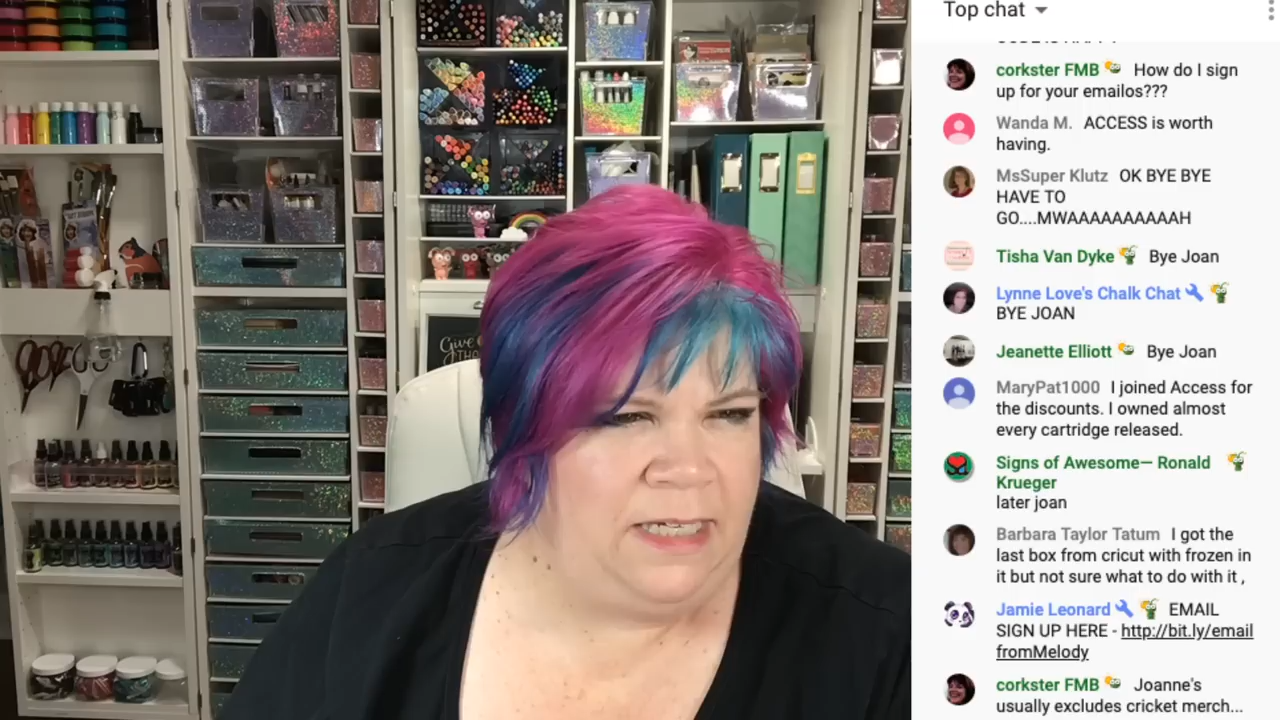 Top chat
corkster FMB How do I sign
up for your emailos???
Wanda M. ACCESS is worth
having.
MsSuper Klutz OK BYE BYE
HAVE TO
GO....MWAAAAAAAAAAH
Tisha Van Dyke Bye Joan
Lynne Love's Chalk Chat
BYE JOAN
Jeanette Elliott Bye Joan
MaryPat1000 I joined Access for
the discounts. I owned almost
every cartridge released.
Signs of Awesome— Ronald
Krueger
later joan
Barbara Taylor Tatum I got the
last box from cricut with frozen in
it but not sure what to do with it ,
Jamie Leonard EMAIL
SIGN UP HERE - http://bit.ly/email
fromMelody
corkster FMB Joanne's
usually excludes cricket merch...
Give